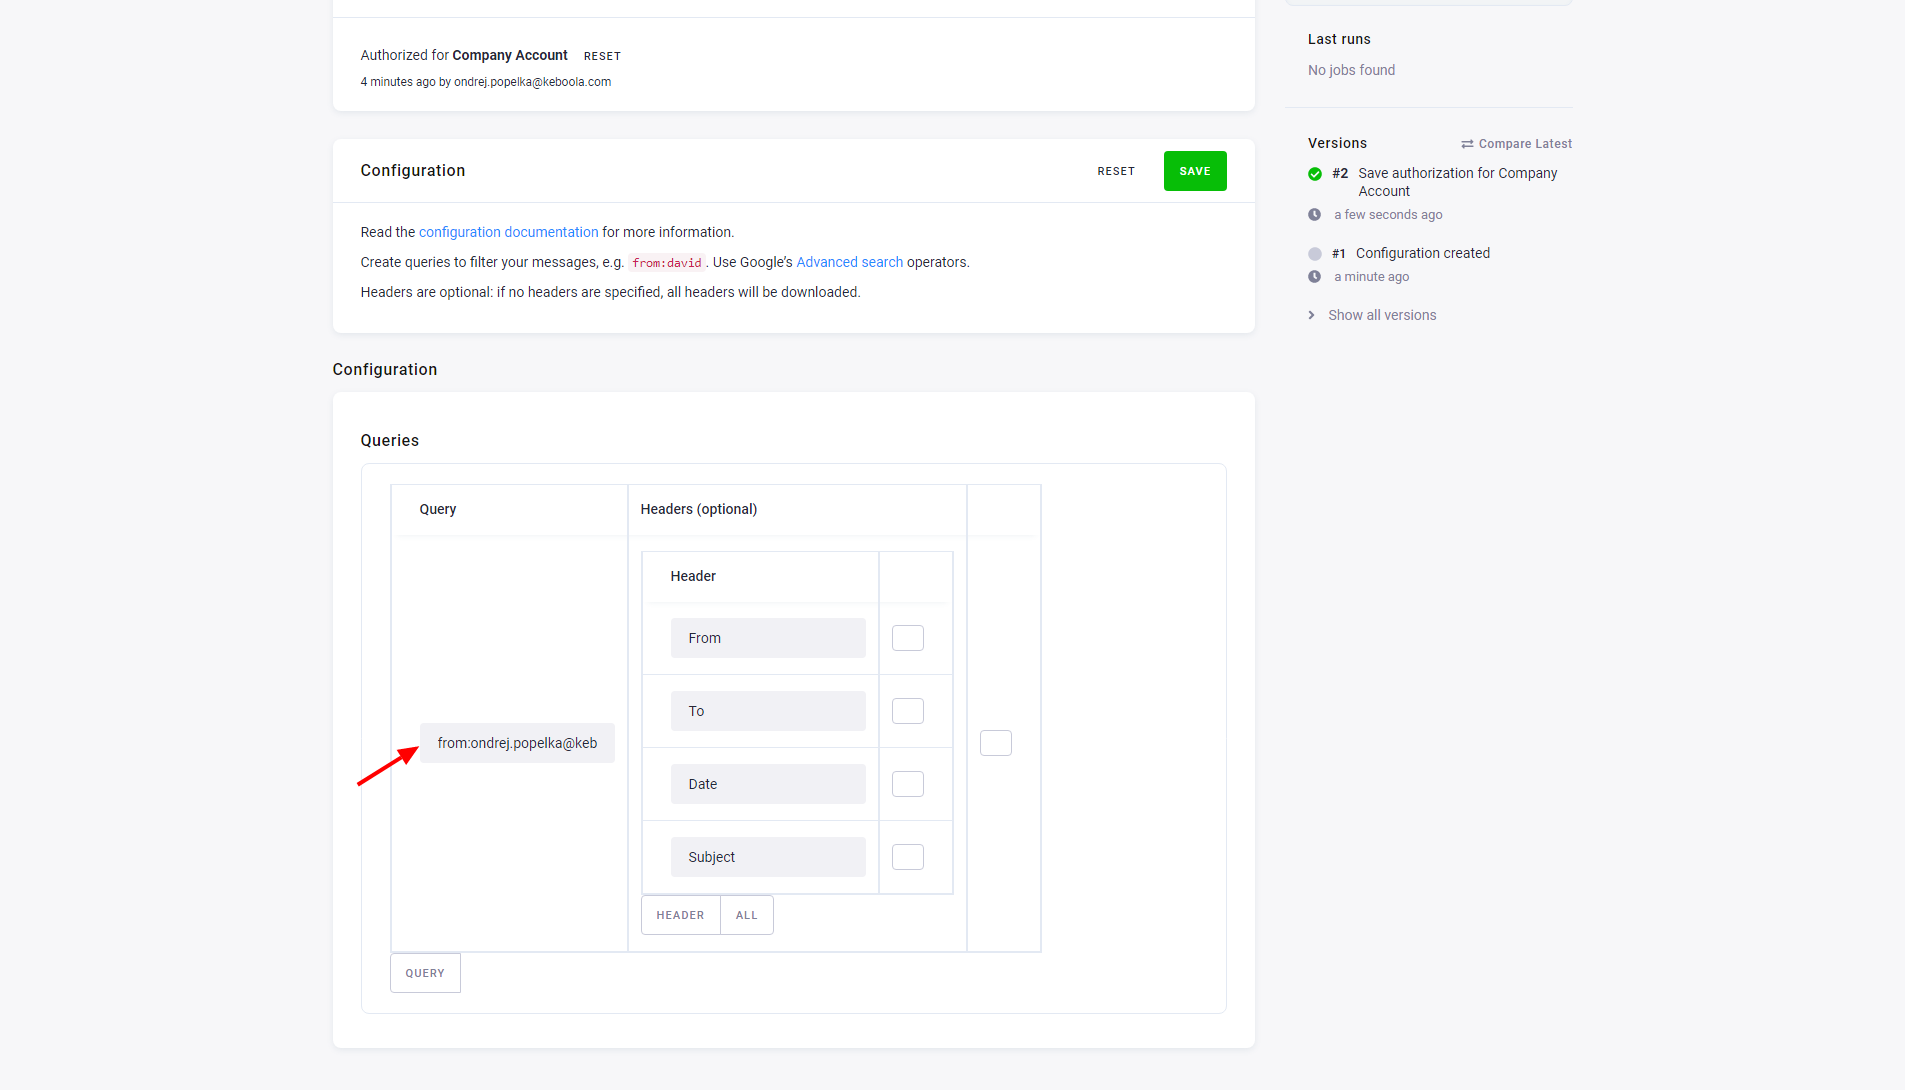 Authorized for Company Account RESET
4 minutes ago by ondrej.popelka@keboola.com
Configuration RESET SAVE
Read the configuration documentation for more information.
Create queries to filter your messages, e.g. from:david. Use Google's Advanced search operators.
Headers are optional: if no headers are specified, all headers will be downloaded.
Configuration
Queries
Query Headers (optional)
Header
From
To
from:ondrej.popelka@keb
Date
Subject
HEADER ALL
QUERY
Last runs
No jobs found
Versions Compare Latest
#2 Save authorization for Company
Account
a few seconds ago
#1 Configuration created
a minute ago
Show all versions